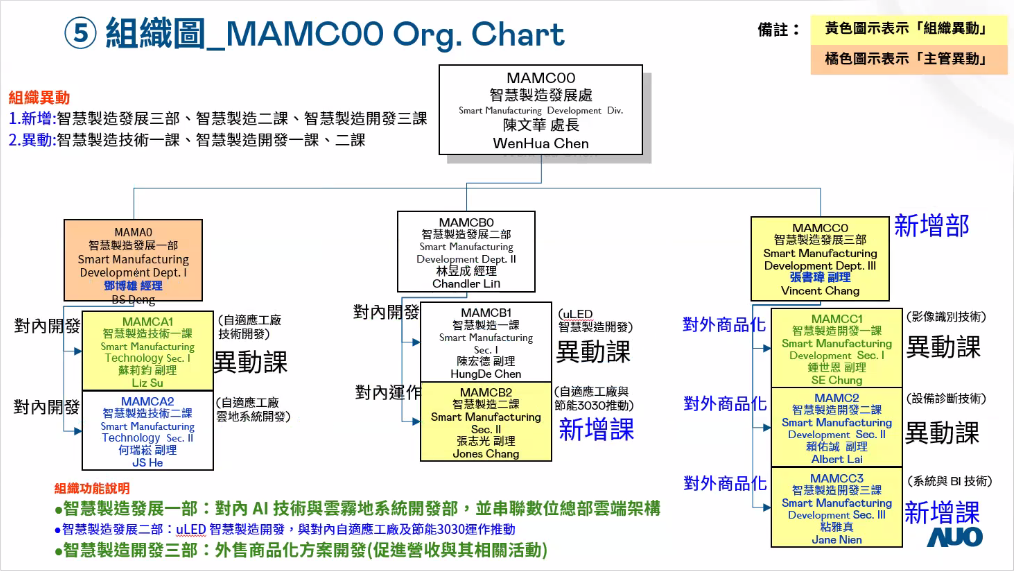 ⑤ 組織圖_MAMC00 Org. Chart
備註：
黃色圖示表示「組織異動」
橘色圖示表示「主管異動」
組織異動
1.新增:智慧製造發展三部、智慧製造二課、智慧製造開發三課
2.異動:智慧製造技術一課、智慧製造開發一課、二課
MAMC00
智慧製造發展處
Smart Manufacturing Development Div.
陳文華 處長
WenHua Chen
MAMA0
智慧製造發展一部
Smart Manufacturing
Development Dept. I
鄧博雄 經理
BS Deng
對內開發
MAMCA1
智慧製造技術一課
Smart Manufacturing
Technology Sec. I
蘇莉鈞 副理
Liz Su
(自適應工廠
技術開發)
異動課
對內開發
MAMCA2
智慧製造技術二課
Smart Manufacturing
Technology Sec. II
何瑞崧 副理
JS He
(自適應工廠
雲地系統開發)
MAMCB0
智慧製造發展二部
Smart Manufacturing
Development Dept. II
林昱成 經理
Chandler Lin
對內開發
MAMCB1
智慧製造一課
Smart Manufacturing
Sec. I
陳宏德 副理
HungDe Chen
(uLED
智慧製造開發)
異動課
對內運作
MAMCB2
智慧製造二課
Smart Manufacturing
Sec. II
張志光 副理
Jones Chang
(自適應工廠與
節能3030推動)
新增課
MAMCC0
智慧製造發展三部
Smart Manufacturing
Development Dept. III
張書瑋 副理
Vincent Chang
新增部
對外商品化
MAMCC1
智慧製造開發一課
Smart Manufacturing
Development Sec. I
鍾世恩 副理
SE Chung
(影像識別技術)
異動課
對外商品化
MAMC2
智慧製造開發二課
Smart Manufacturing
Development Sec. II
賴佑誠 副理
Albert Lai
(設備診斷技術)
異動課
對外商品化
MAMCC3
智慧製造開發三課
Smart Manufacturing
Development Sec. III
粘雅真
Jane Nien
(系統與 BI 技術)
新增課
組織功能說明
●智慧製造發展一部：對內 AI 技術與雲霧地系統開發部，並串聯數位總部雲端架構
●智慧製造發展二部：uLED 智慧製造開發，與對內自適應工廠及節能3030運作推動
●智慧製造開發三部：外售商品化方案開發(促進營收與其相關活動)
AUO